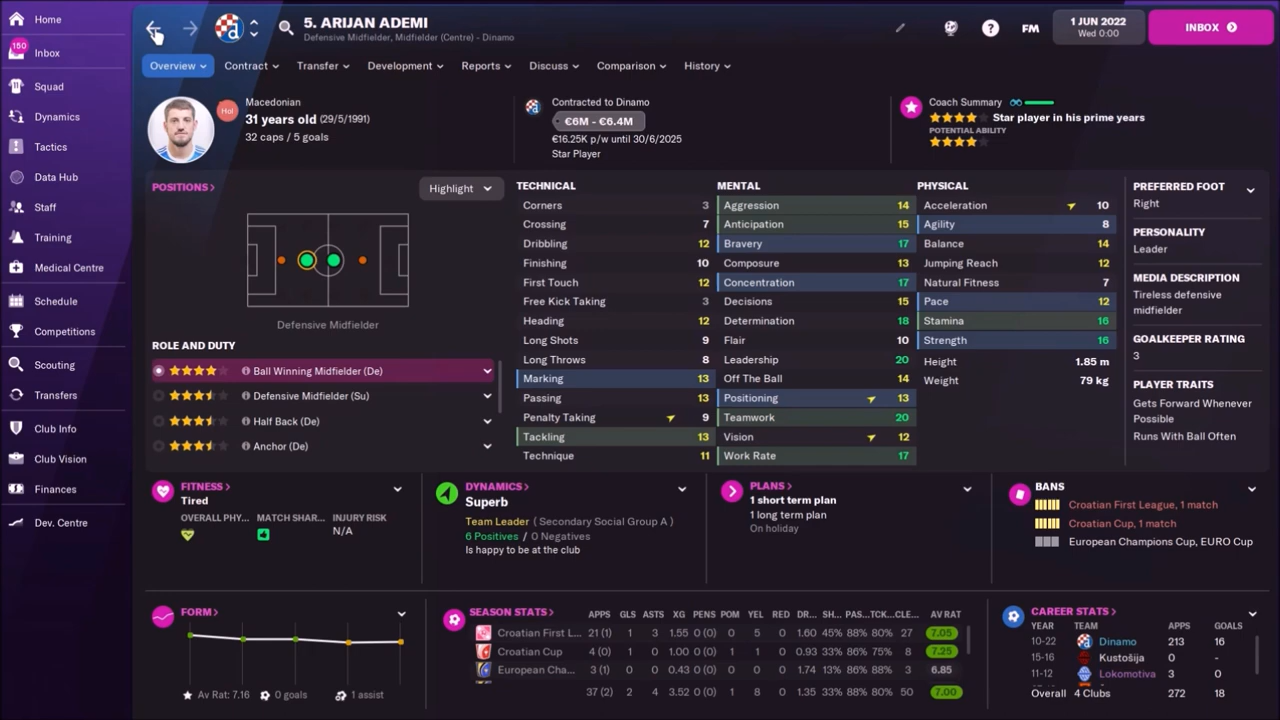 Home
150
Inbox
Squad
Dynamics
Tactics
Data Hub
Staff
Training
Medical Centre
Schedule
Competitions
Scouting
Transfers
Club Info
Club Vision
Finances
Dev. Centre
5. ARIJAN ADEMI
Defensive Midfielder, Midfielder (Centre) - Dinamo
FM
1 JUN 2022
Wed 0:00
INBOX
Overview
Contract
Transfer
Development
Reports
Discuss
Comparison
History
Hol
Macedonian
31 years old (29/5/1991)
32 caps / 5 goals
Contracted to Dinamo
€6M - €6.4M
€16.25K p/w until 30/6/2025
Star Player
Coach Summary
Star player in his prime years
POTENTIAL ABILITY
POSITIONS
Highlight
Defensive Midfielder
ROLE AND DUTY
Ball Winning Midfielder (De)
Defensive Midfielder (Su)
Half Back (De)
Anchor (De)
TECHNICAL
Corners 3
Crossing 7
Dribbling 12
Finishing 10
First Touch 12
Free Kick Taking 3
Heading 12
Long Shots 9
Long Throws 8
Marking 13
Passing 13
Penalty Taking 9
Tackling 13
Technique 11
MENTAL
Aggression 14
Anticipation 15
Bravery 17
Composure 13
Concentration 17
Decisions 15
Determination 18
Flair 10
Leadership 20
Off The Ball 14
Positioning 13
Teamwork 20
Vision 12
Work Rate 17
PHYSICAL
Acceleration 10
Agility 8
Balance 14
Jumping Reach 12
Natural Fitness 7
Pace 12
Stamina 16
Strength 16
Height 1.85 m
Weight 79 kg
PREFERRED FOOT
Right
PERSONALITY
Leader
MEDIA DESCRIPTION
Tireless defensive
midfielder
GOALKEEPER RATING
3
PLAYER TRAITS
Gets Forward Whenever
Possible
Runs With Ball Often
FITNESS
Tired
OVERALL PHY... MATCH SHAR... INJURY RISK
N/A
DYNAMICS
Superb
Team Leader ( Secondary Social Group A )
6 Positives / 0 Negatives
Is happy to be at the club
PLANS
1 short term plan
1 long term plan
On holiday
BANS
Croatian First League, 1 match
Croatian Cup, 1 match
European Champions Cup, EURO Cup
FORM
Av Rat: 7.16 0 goals 1 assist
SEASON STATS APPS GLS ASTS XG PENS POM YEL RED DR... SH... PAS... TCK... CLE... AV RAT
Croatian First L... 21 (1) 1 3 1.55 0 (0) 0 5 0 1.60 45% 88% 80% 27 7.05
Croatian Cup 4 (0) 1 0 1.00 0 (0) 1 0 0 0.93 33% 86% 75% 8 7.25
European Cha... 3 (1) 0 0 0.43 0 (0) 0 0 0 1.74 13% 86% 88% 3 6.85
37 (2) 2 4 3.52 0 (0) 1 8 0 1.35 33% 88% 80% 50 7.00
CAREER STATS
YEAR TEAM APPS GOALS
10-22 Dinamo 213 16
15-16 Kustošija 0 -
11-12 Lokomotiva 3 0
Overall 4 Clubs 272 18